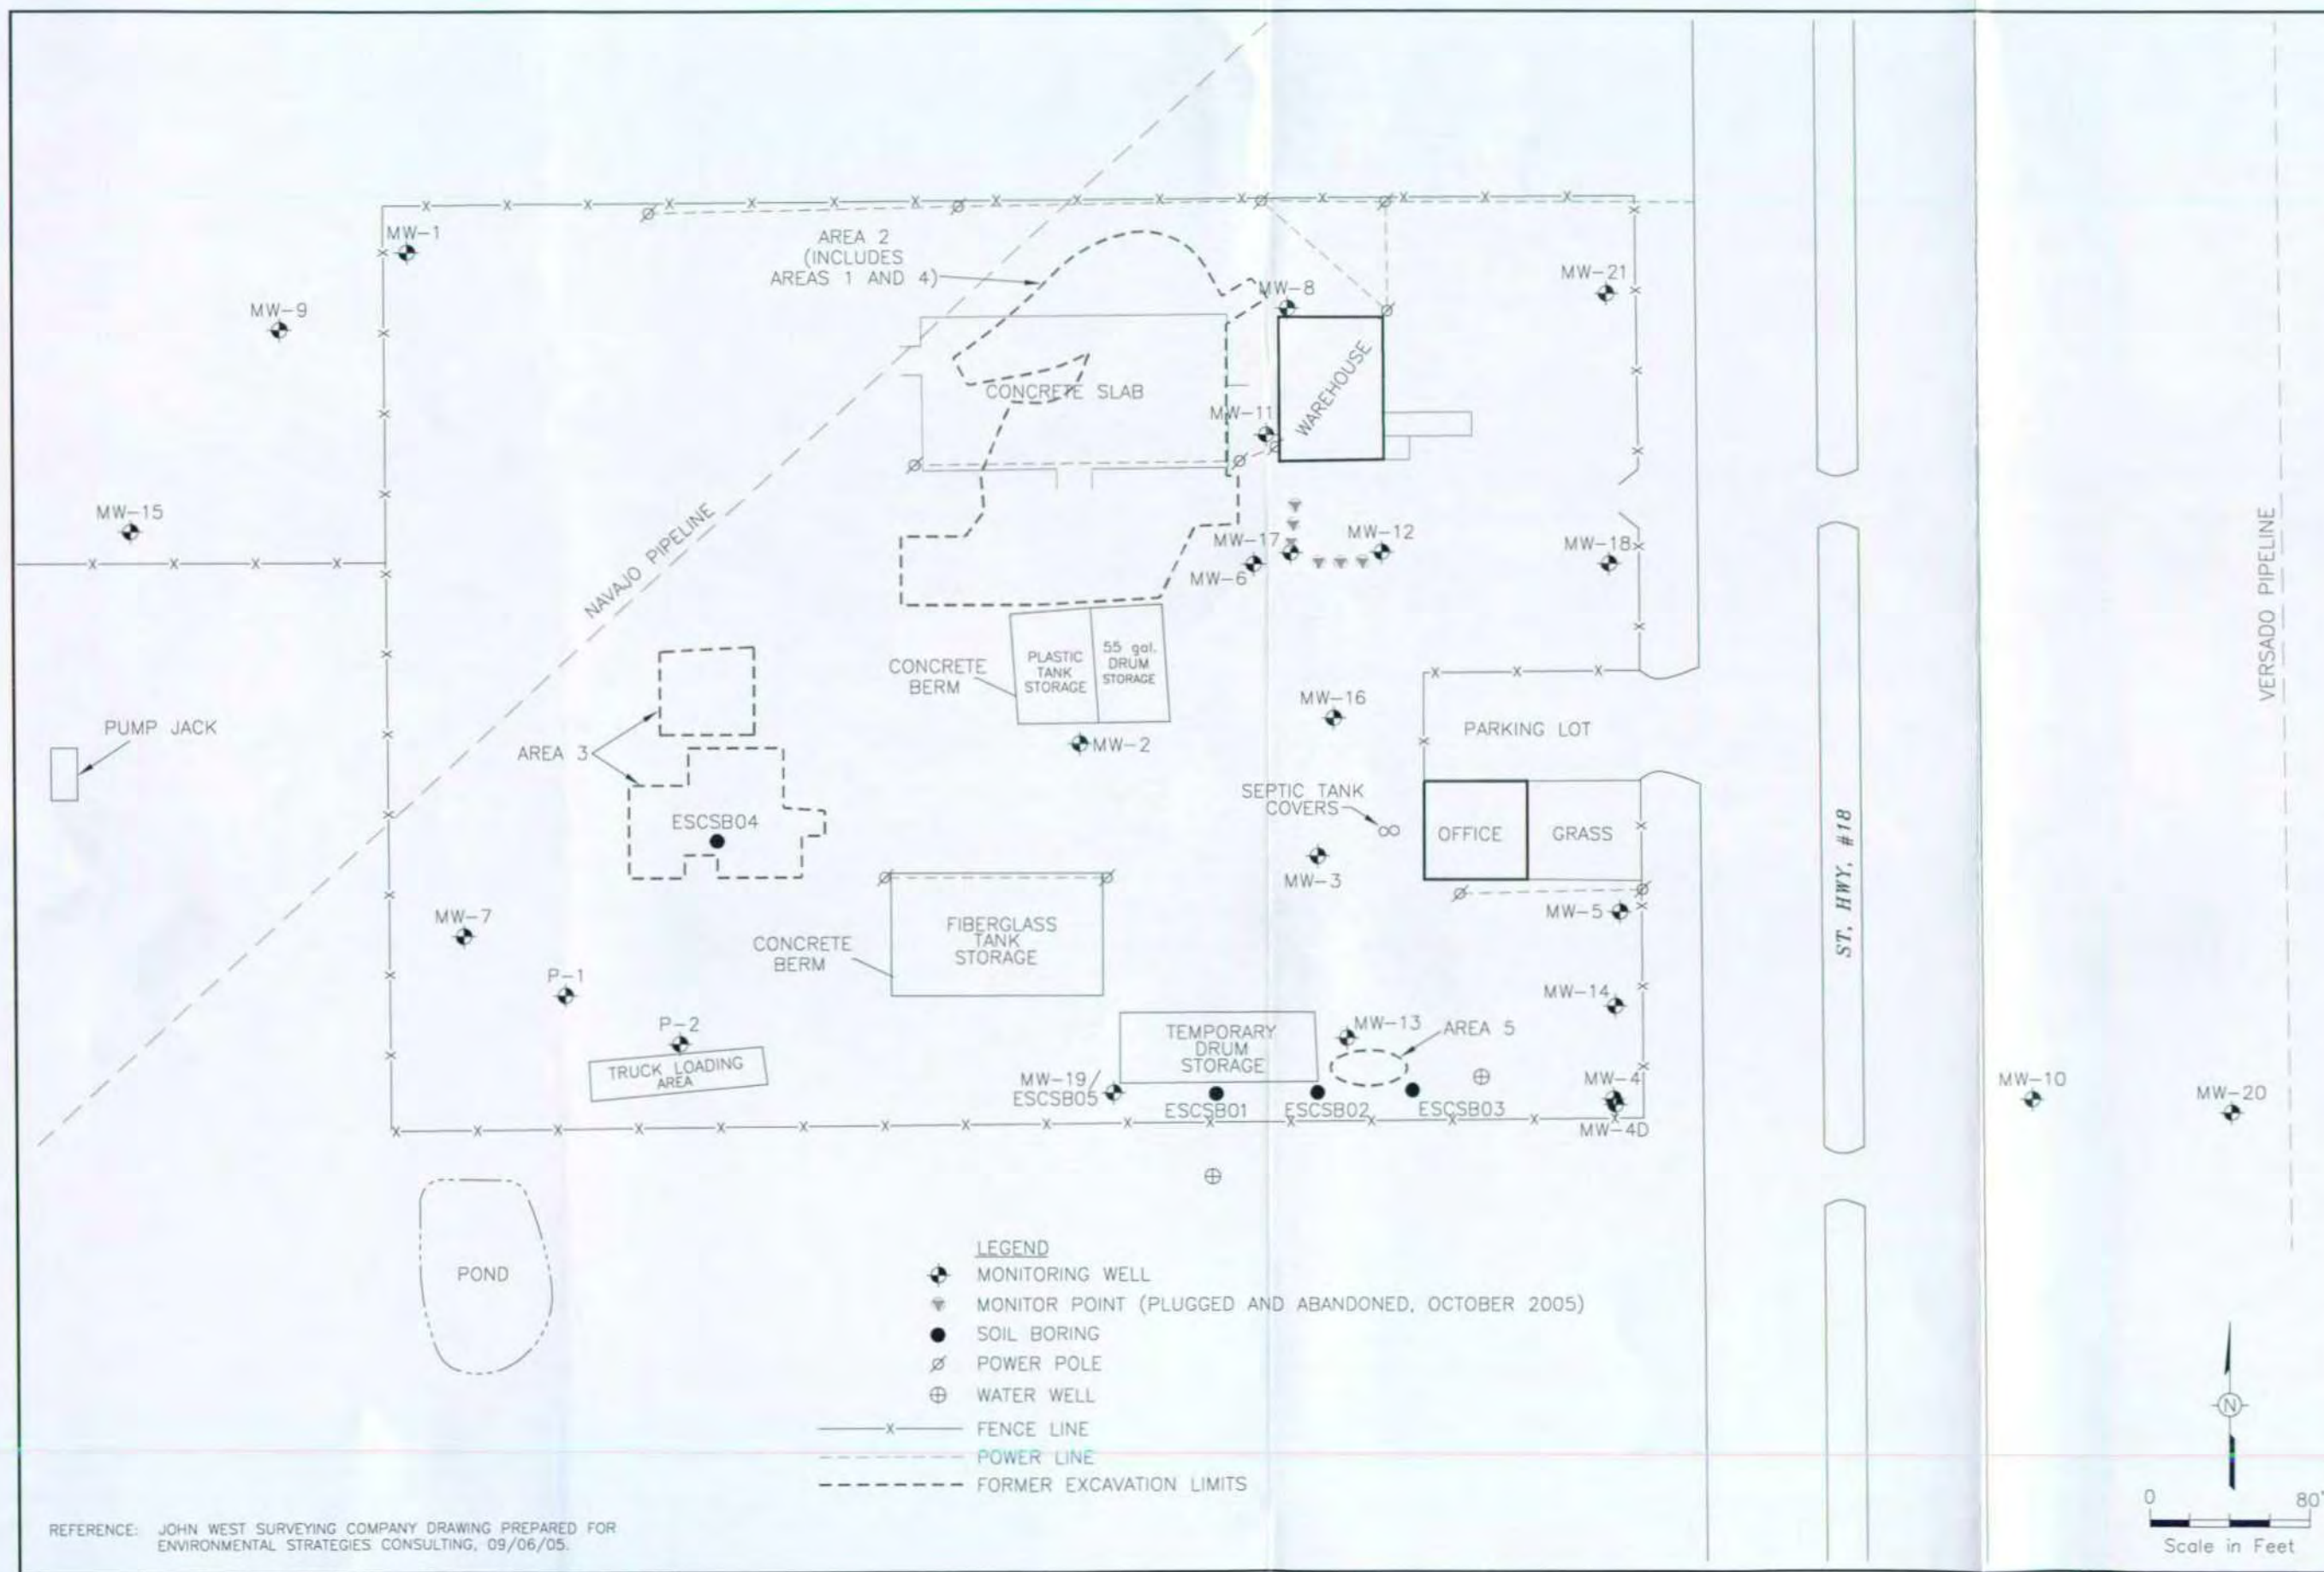 AREA 2
(INCLUDES
AREAS 1 AND 4)
MW-1
MW-9
MW-8
MW-21
WAREHOUSE
CONCRETE SLAB
MW-11
MW-15
NAVAJO PIPELINE
MW-17
MW-12
MW-6
MW-18
VERSADO PIPELINE
CONCRETE
BERM
PLASTIC
TANK
STORAGE
55 gal.
DRUM
STORAGE
PUMP JACK
AREA 3
MW-2
MW-16
PARKING LOT
SEPTIC TANK
COVERS
OFFICE
GRASS
ESCSB04
MW-3
ST. HWY. #18
MW-7
CONCRETE
BERM
FIBERGLASS
TANK
STORAGE
MW-5
P-1
P-2
TRUCK LOADING
AREA
MW-14
TEMPORARY
DRUM
STORAGE
MW-13
AREA 5
MW-19/
ESCSB05
ESCSB01
ESCSB02
ESCSB03
MW-4
MW-4D
MW-10
MW-20
POND
LEGEND
MONITORING WELL
MONITOR POINT (PLUGGED AND ABANDONED, OCTOBER 2005)
SOIL BORING
POWER POLE
WATER WELL
X FENCE LINE
POWER LINE
FORMER EXCAVATION LIMITS
N
0 80'
Scale in Feet
REFERENCE: JOHN WEST SURVEYING COMPANY DRAWING PREPARED FOR
ENVIRONMENTAL STRATEGIES CONSULTING, 09/06/05.